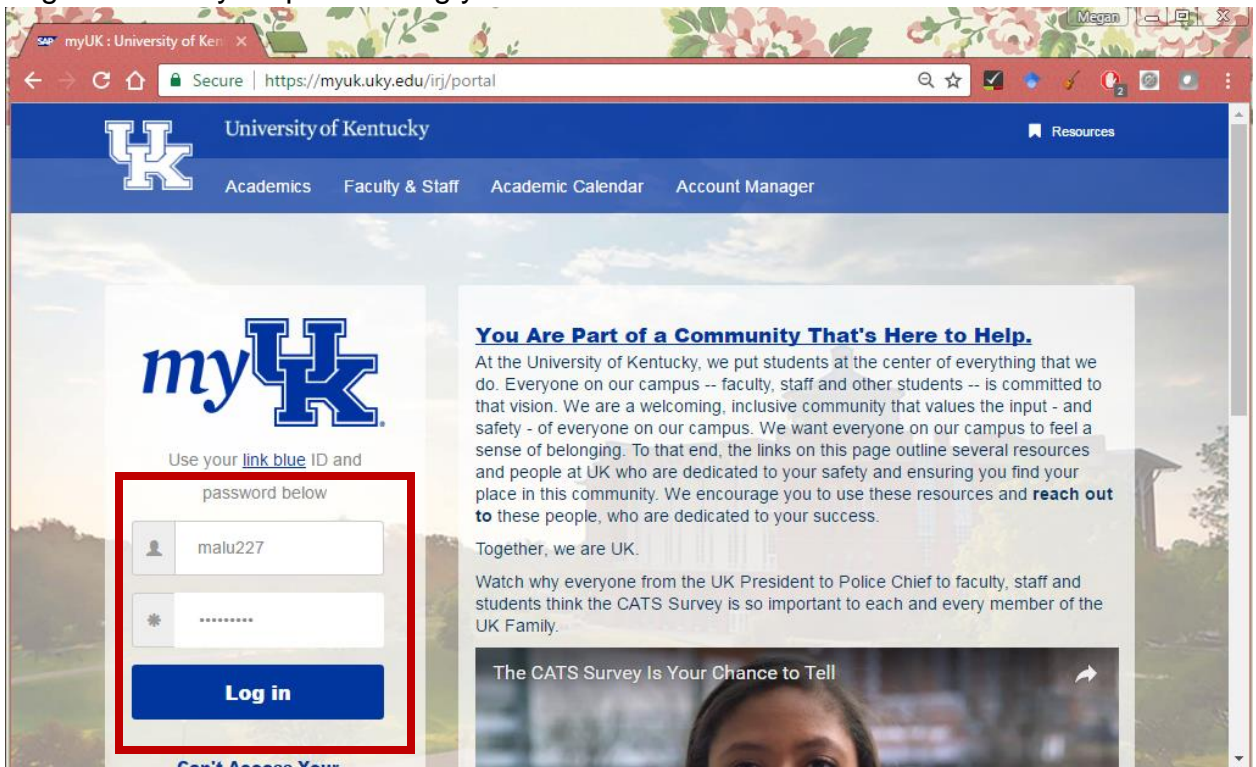 Megan
myUK : University of Ken
Secure | https://myuk.uky.edu/irj/portal
2
University of Kentucky
Resources
UK
Academics Faculty & Staff Academic Calendar Account Manager
myUK
Use your link blue ID and
password below
malu227
•••••••••
Log in
Can't Access Your
You Are Part of a Community That's Here to Help.
At the University of Kentucky, we put students at the center of everything that we
do. Everyone on our campus -- faculty, staff and other students -- is committed to
that vision. We are a welcoming, inclusive community that values the input - and
safety - of everyone on our campus. We want everyone on our campus to feel a
sense of belonging. To that end, the links on this page outline several resources
and people at UK who are dedicated to your safety and ensuring you find your
place in this community. We encourage you to use these resources and reach out
to these people, who are dedicated to your success.
Together, we are UK.
Watch why everyone from the UK President to Police Chief to faculty, staff and
students think the CATS Survey is so important to each and every member of the
UK Family.
The CATS Survey Is Your Chance to Tell